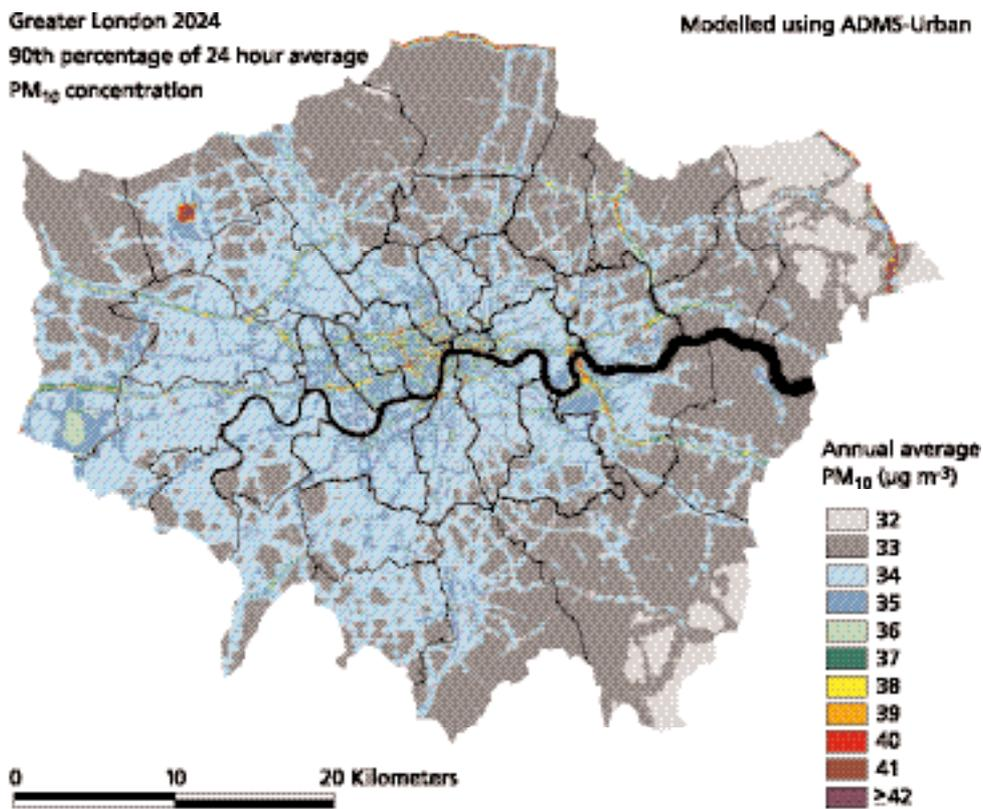 Greater London 2024
90th percentage of 24 hour average
PM10 concentration
Modelled using ADMS-Urban
Annual average
PM10 (µg m-3)
32
33
34
35
36
37
38
39
40
41
≥42
0 10 20 Kilometers